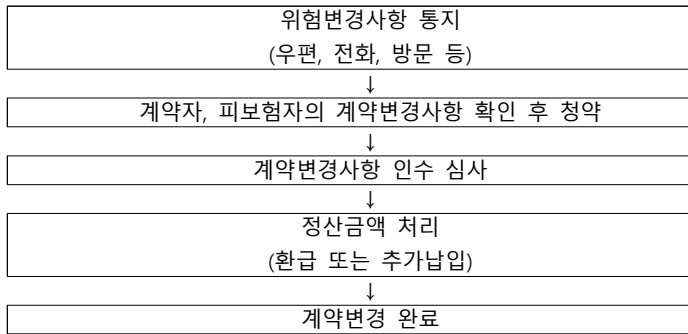 위험변경사항 통지
(우편, 전화, 방문 등)
↓
계약자, 피보험자의 계약변경사항 확인 후 청약
↓
계약변경사항 인수 심사
↓
정산금액 처리
(환급 또는 추가납입)
↓
계약변경 완료